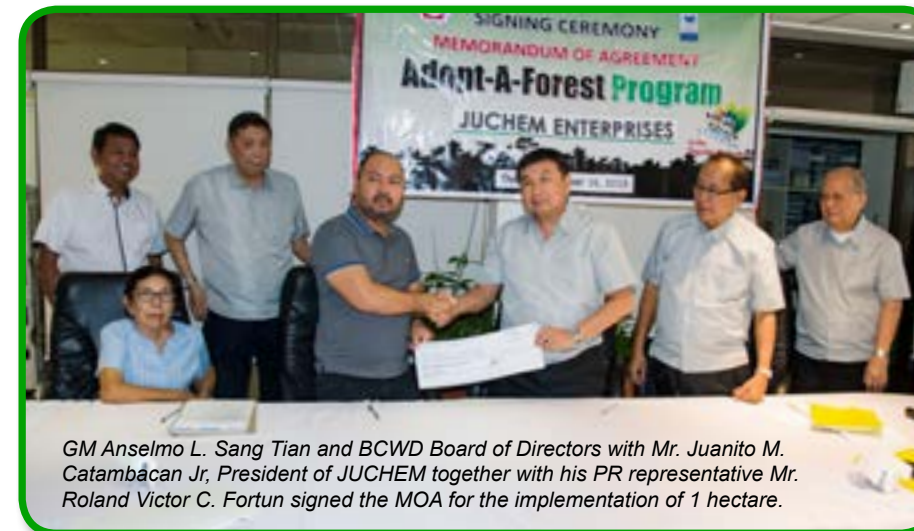 SIGNING CEREMONY
MEMORANDUM OF AGREEMENT
Adopt-A-Forest Program
JUCHEM ENTERPRISES
GM Anselmo L. Sang Tian and BCWD Board of Directors with Mr. Juanito M.
Catambacan Jr, President of JUCHEM together with his PR representative Mr.
Roland Victor C. Fortun signed the MOA for the implementation of 1 hectare.